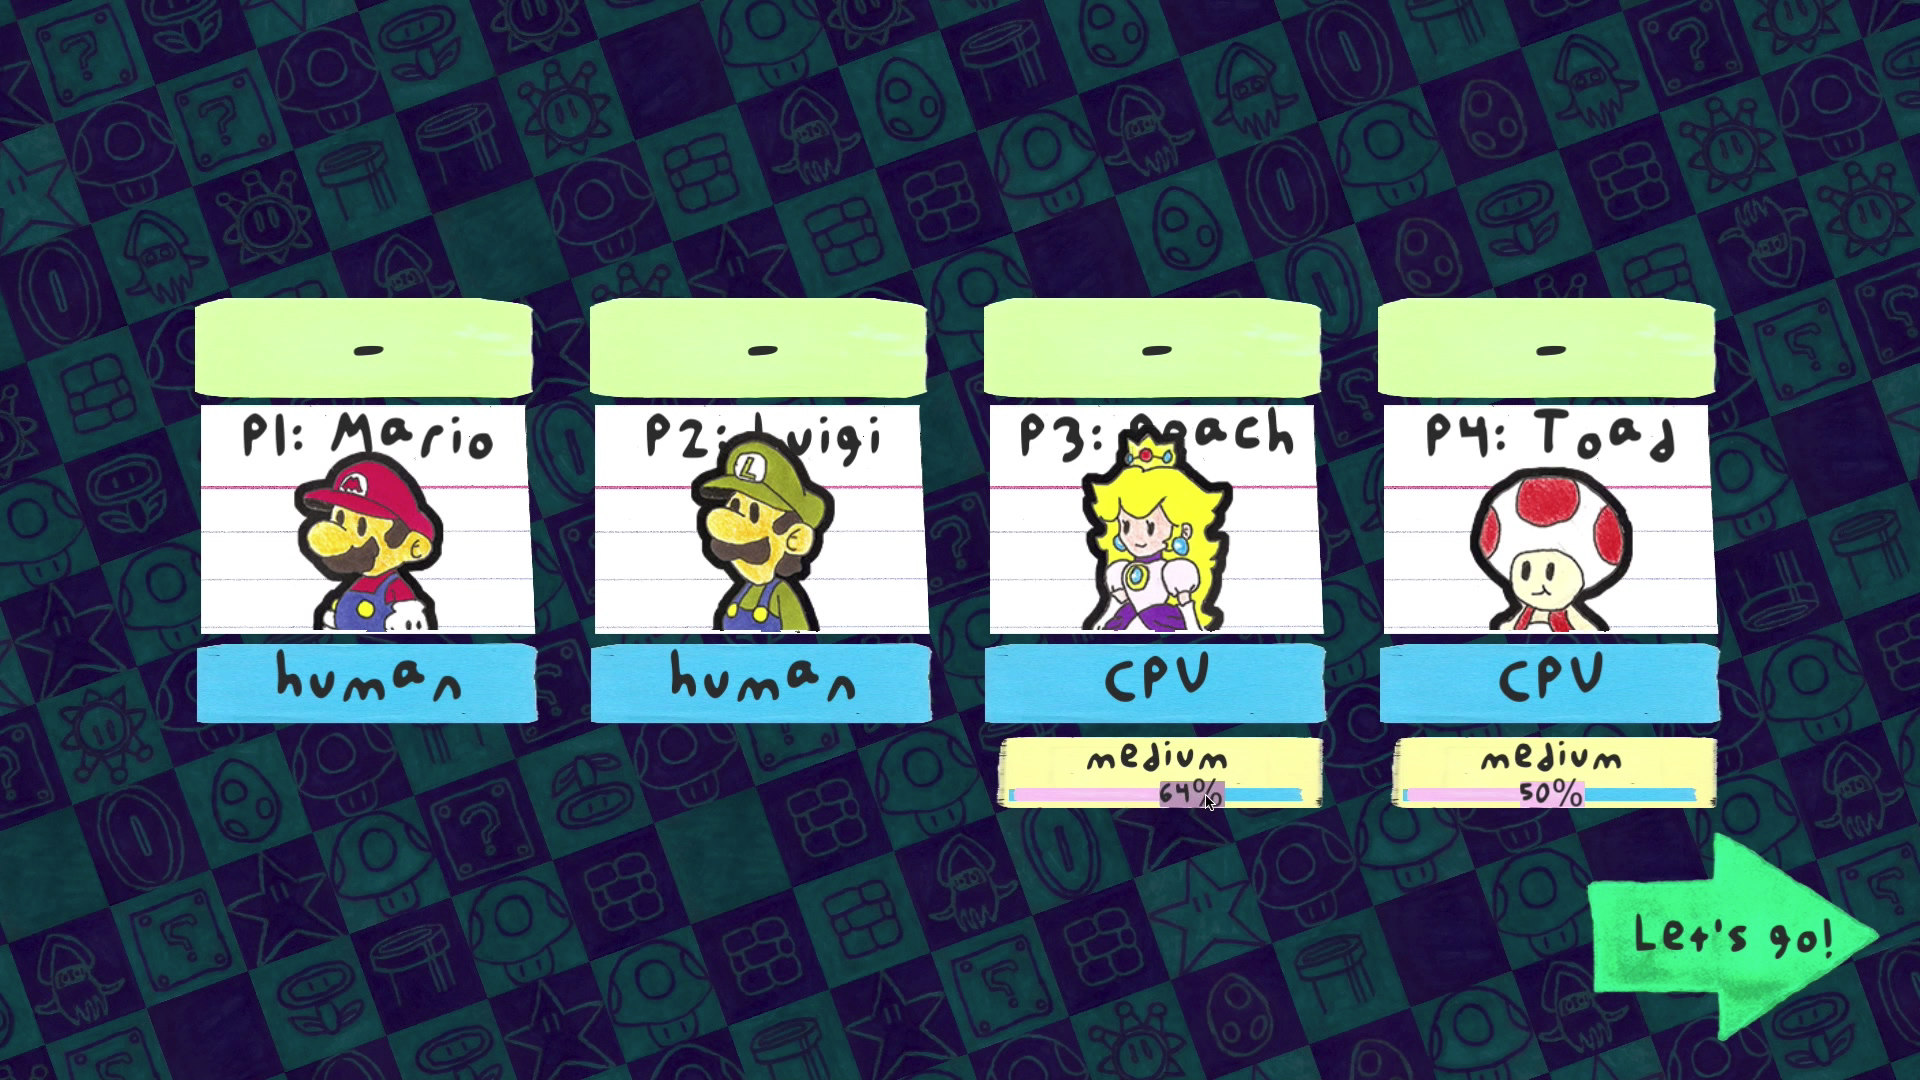 -
-
-
-
P1: Mario
P2: Luigi
P3: Peach
P4: Toad
human
human
CPU
CPU
medium
64%
medium
50%
Let's go!